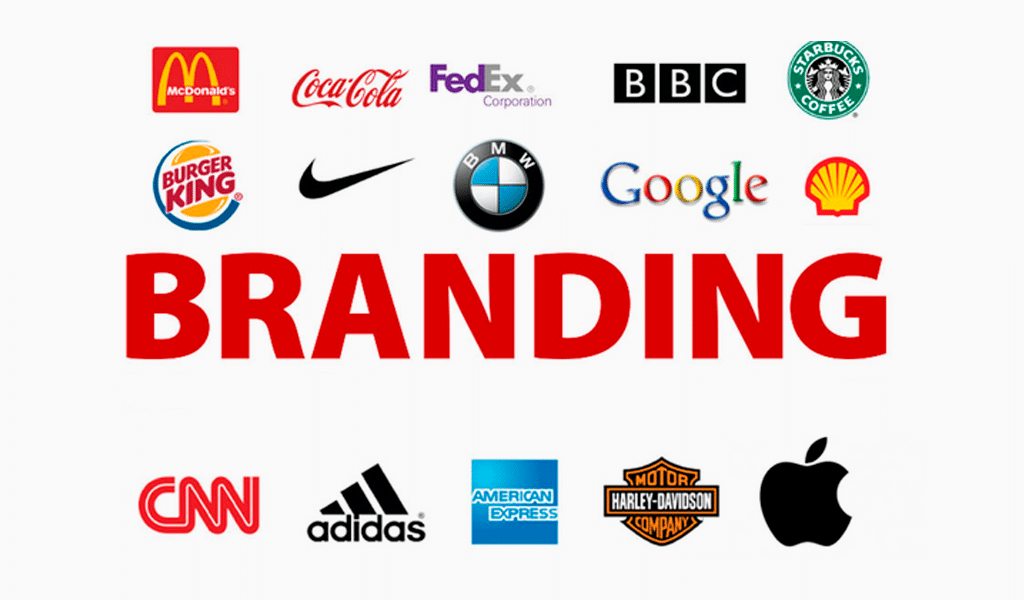 McDonald's
Coca-Cola
FedEx®
Corporation
BBC
STARBUCKS
COFFEE
®
BURGER
KING®
BMW
Google
BRANDING
CNN
adidas®
AMERICAN
EXPRESS
MOTOR
HARLEY-DAVIDSON
COMPANY